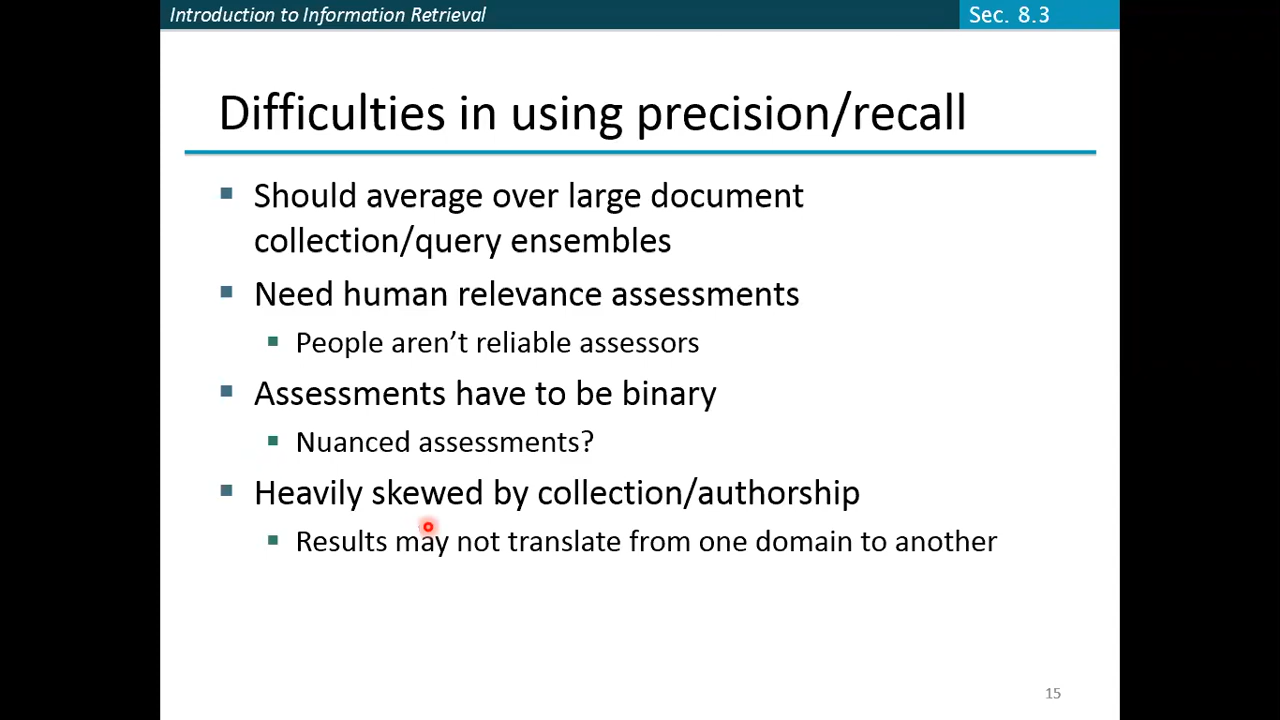 Introduction to Information Retrieval
Sec. 8.3
Difficulties in using precision/recall
Should average over large document
collection/query ensembles
Need human relevance assessments
People aren’t reliable assessors
Assessments have to be binary
Nuanced assessments?
Heavily skewed by collection/authorship
Results may not translate from one domain to another
15